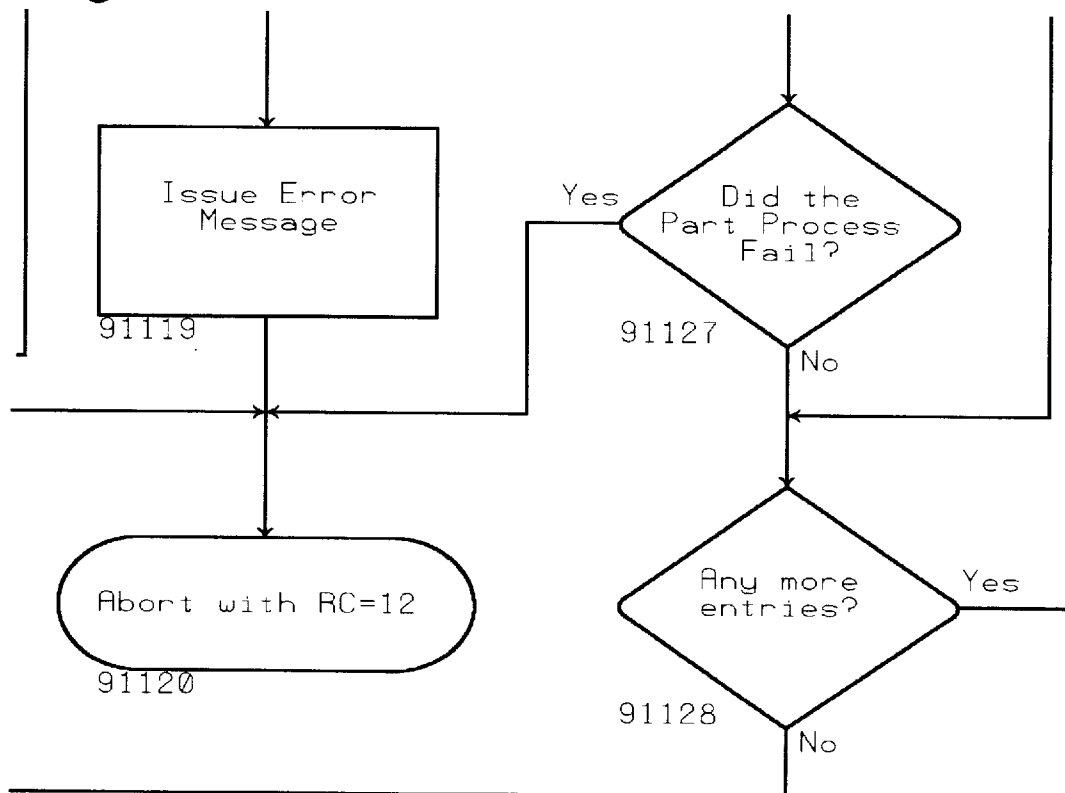 Issue Error
Message
91119
Yes
Did the
Part Process
Fail?
91127
No
Abort with RC=12
91120
Any more
entries?
Yes
91128
No